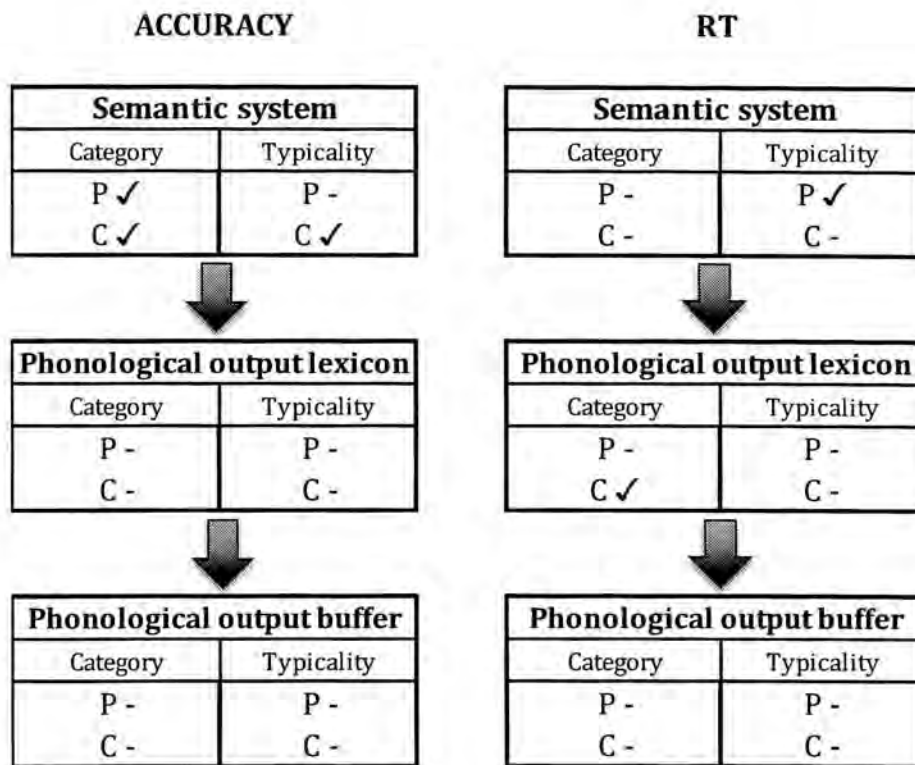 ACCURACY RT
Semantic system Semantic system
Category Typicality Category Typicality
P ✓ P - P - P ✓
C ✓ C ✓ C - C -
Phonological output lexicon Phonological output lexicon
Category Typicality Category Typicality
P - P - P - P -
C - C - C ✓ C -
Phonological output buffer Phonological output buffer
Category Typicality Category Typicality
P - P - P - P -
C - C - C - C -